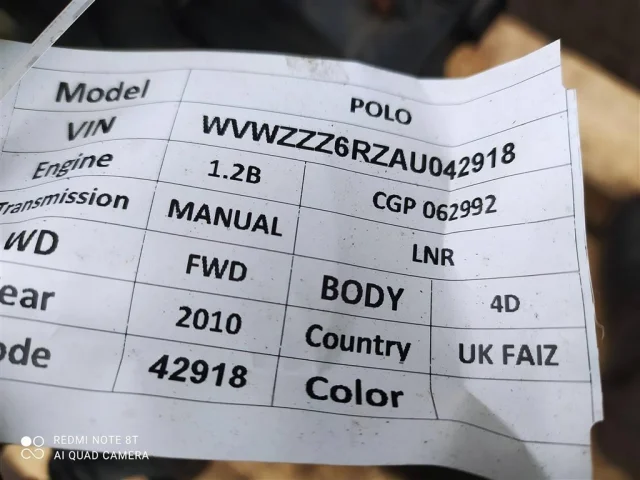 Model POLO
VIN WVWZZZ6RZAU042918
Engine 1.2B CGP 062992
Transmission MANUAL LNR
WD FWD BODY 4D
ear 2010 Country UK FAIZ
ode 42918 Color
REDMI NOTE 8T
AI QUAD CAMERA